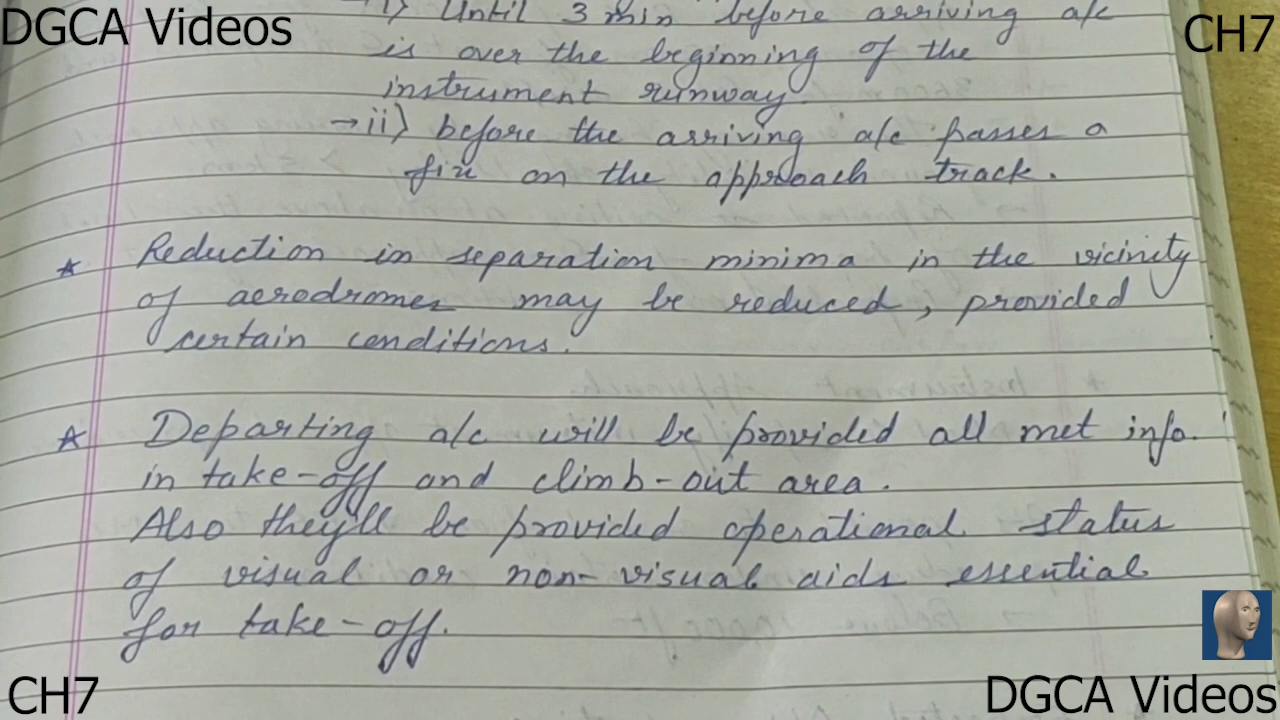 DGCA Videos
CH7
→ i) Until 3 min before arriving a/c
is over the beginning of the
instrument runway.
→ ii) before the arriving a/c passes a
fix on the approach track.
* Reduction in separation minima in the vicinity
of aerodromes may be reduced, provided
certain conditions.
* Departing a/c will be provided all met info.
in take-off and climb-out area.
Also they'll be provided operational status
of visual or non-visual aids essential
for take-off.
CH7
DGCA Videos